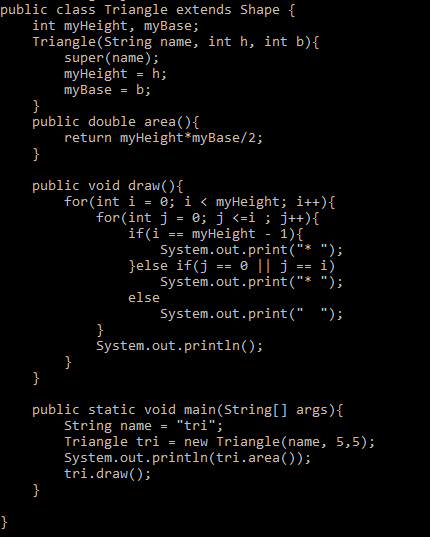 public class Triangle extends Shape {
    int myHeight, myBase;
    Triangle(String name, int h, int b){
        super(name);
        myHeight = h;
        myBase = b;
    }
    public double area(){
        return myHeight*myBase/2;
    }

    public void draw(){
        for(int i = 0; i < myHeight; i++){
            for(int j = 0; j <=i ; j++){
                if(i == myHeight - 1){
                    System.out.print("* ");
                }else if(j == 0 || j == i)
                    System.out.print("* ");
                else
                    System.out.print("  ");
            }
            System.out.println();
        }
    }

    public static void main(String[] args){
        String name = "tri";
        Triangle tri = new Triangle(name, 5,5);
        System.out.println(tri.area());
        tri.draw();
    }

}